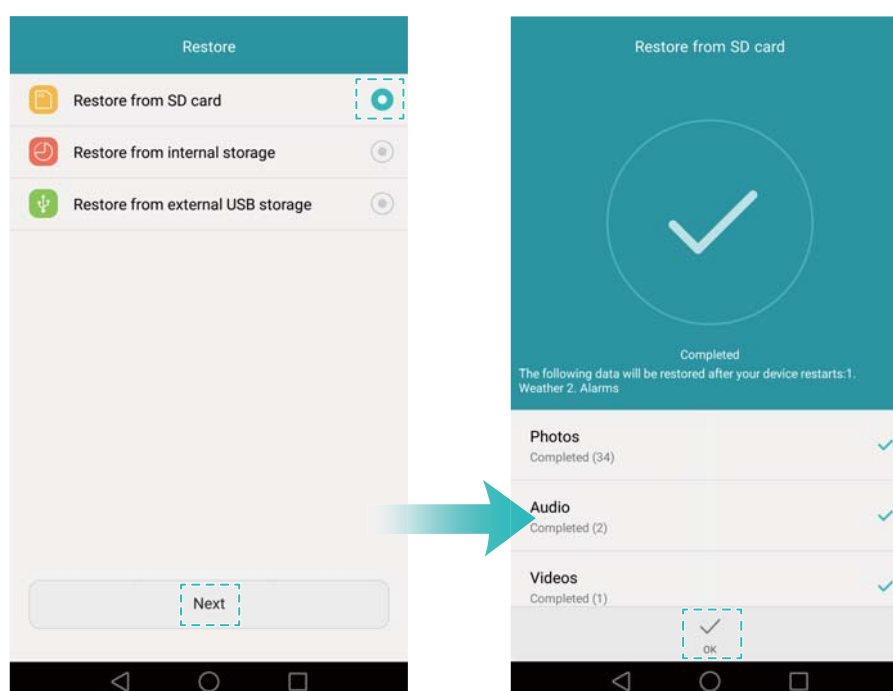 Restore
Restore from SD card
Restore from internal storage
Restore from external USB storage
Next
Restore from SD card
Completed
The following data will be restored after your device restarts:1.
Weather 2. Alarms
Photos
Completed (34)
Audio
Completed (2)
Videos
Completed (1)
OK